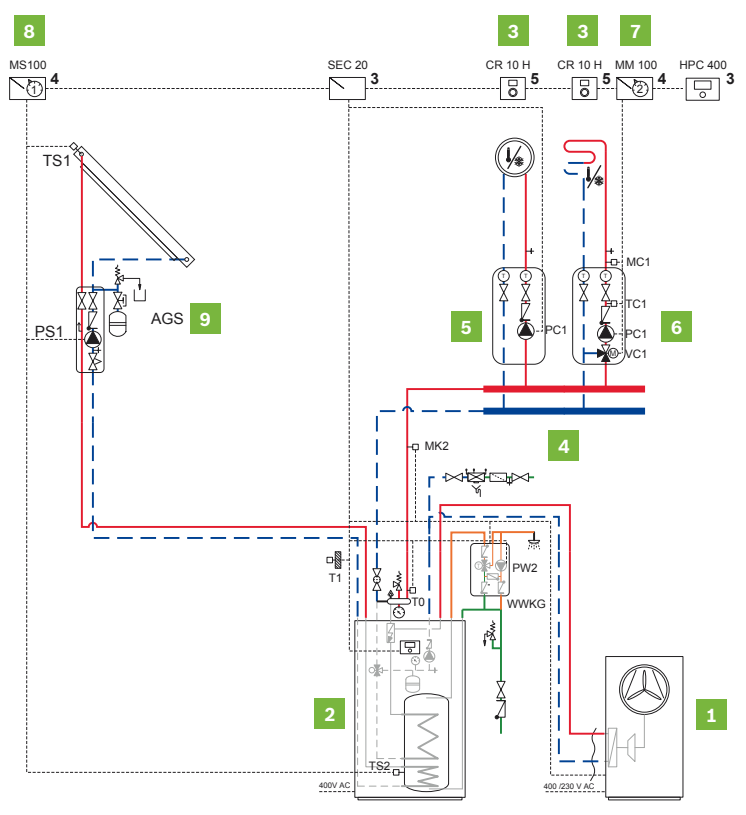 8
3
3
7
MS100
SEC 20
CR 10 H
CR 10 H
MM 100
HPC 400
1
4
3
5
5
2
4
3
TS1
T
T
T
T
MC1
TC1
PS1
AGS
9
5
PC1
6
PC1
M
VC1
4
MK2
T1
T0
PW2
WWKG
2
1
TS2
400V AC
400 /230 V AC